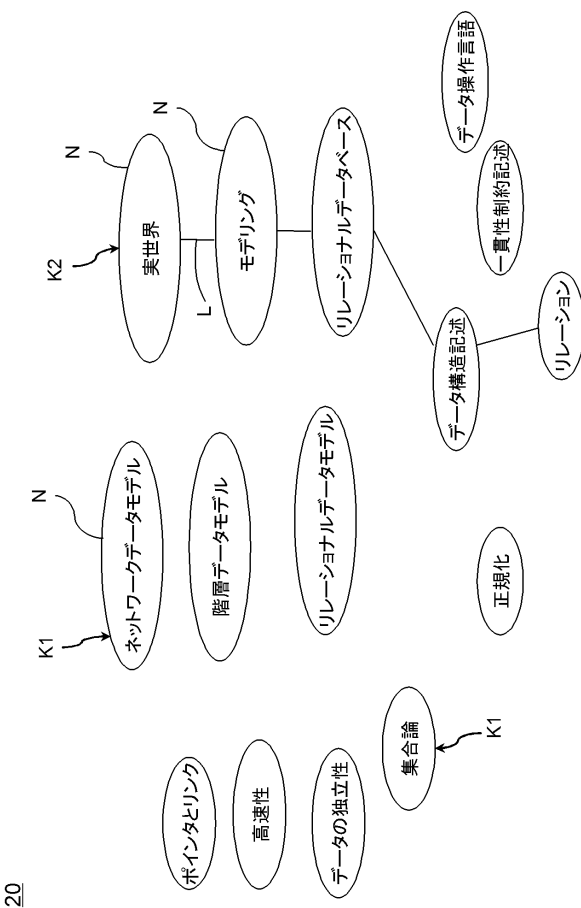 20
K1
N
ネットワークデータモデル
階層データモデル
リレーショナルデータモデル
ポインタとリンク
高速性
データの独立性
集合論
K1
正規化
K2
N
実世界
L
N
モデリング
リレーショナルデータベース
データ構造記述
一貫性制約記述
データ操作言語
リレーション